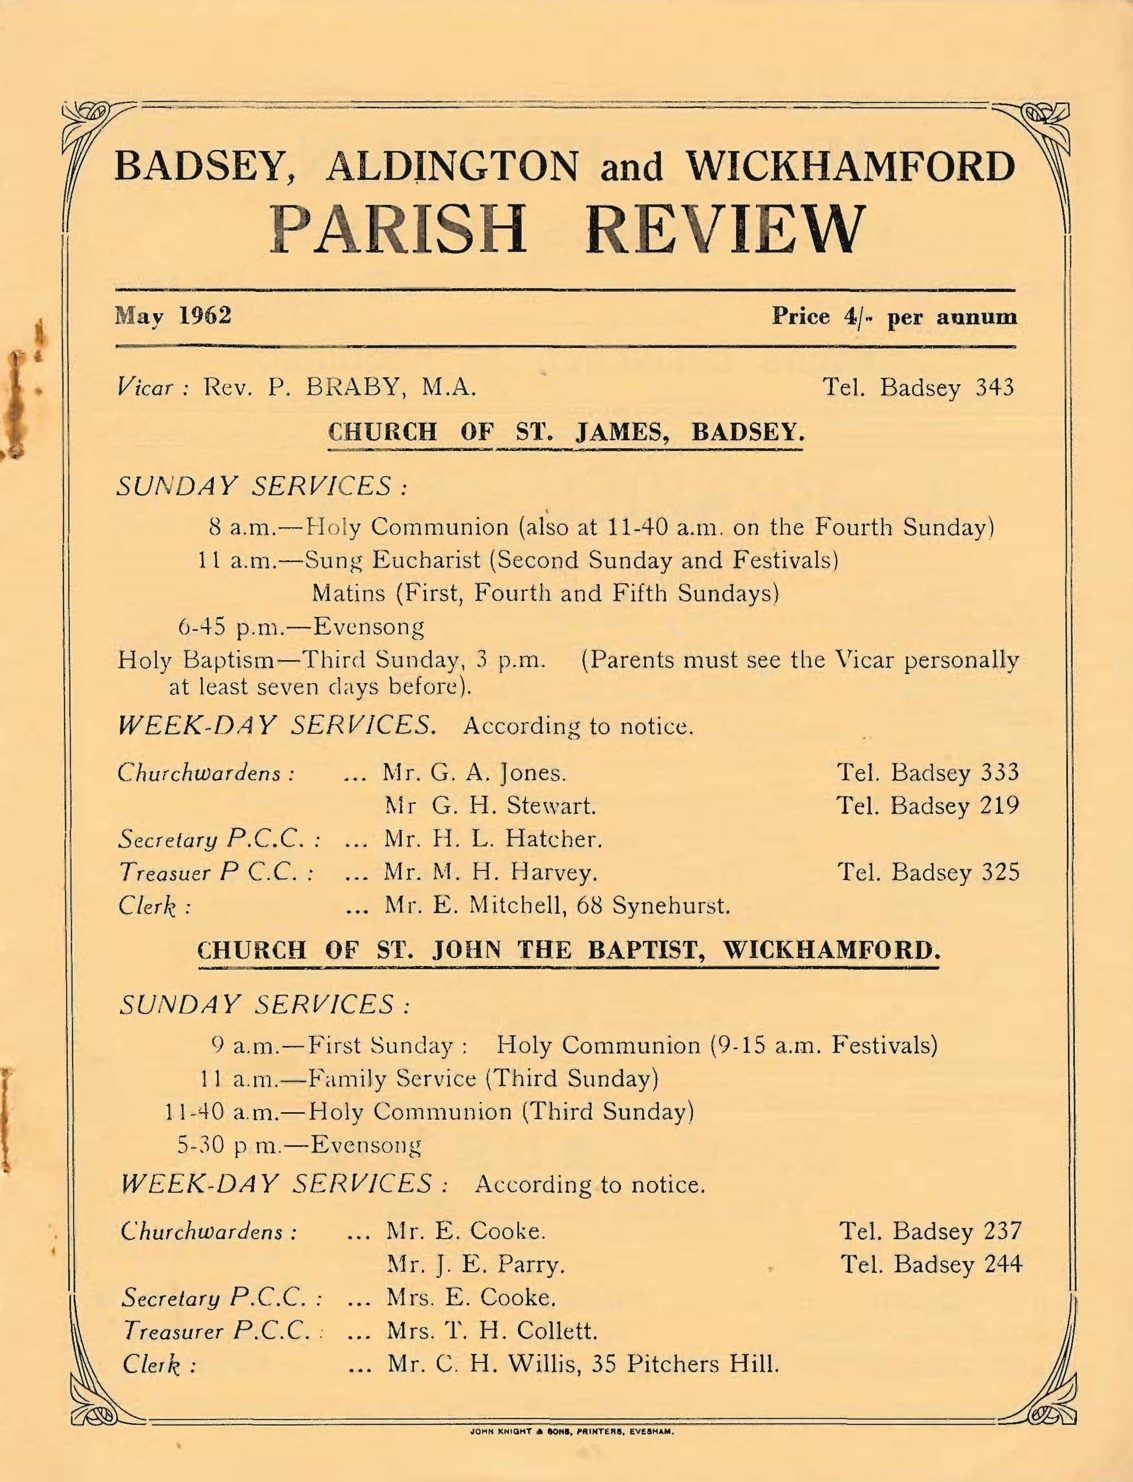 BADSEY, ALDINGTON and WICKHAMFORD
PARISH REVIEW
May 1962 Price 4/- per annum
Vicar : Rev. P. BRABY, M.A. Tel. Badsey 343
CHURCH OF ST. JAMES, BADSEY.
SUNDAY SERVICES :
8 a.m.—Holy Communion (also at 11-40 a.m. on the Fourth Sunday)
11 a.m.—Sung Eucharist (Second Sunday and Festivals)
Matins (First, Fourth and Fifth Sundays)
6-45 p.m.—Evensong
Holy Baptism—Third Sunday, 3 p.m. (Parents must see the Vicar personally
at least seven days before).
WEEK-DAY SERVICES. According to notice.
Churchwardens : ... Mr. G. A. Jones. Tel. Badsey 333
Mr G. H. Stewart. Tel. Badsey 219
Secretary P.C.C. : ... Mr. H. L. Hatcher.
Treasuer P C.C. : ... Mr. M. H. Harvey. Tel. Badsey 325
Clerk : ... Mr. E. Mitchell, 68 Synehurst.
CHURCH OF ST. JOHN THE BAPTIST, WICKHAMFORD.
SUNDAY SERVICES :
9 a.m.—First Sunday : Holy Communion (9-15 a.m. Festivals)
11 a.m.—Family Service (Third Sunday)
11-40 a.m.—Holy Communion (Third Sunday)
5-30 p m.—Evensong
WEEK-DAY SERVICES : According to notice.
Churchwardens : ... Mr. E. Cooke. Tel. Badsey 237
Mr. J. E. Parry. Tel. Badsey 244
Secretary P.C.C. : ... Mrs. E. Cooke.
Treasurer P.C.C. : ... Mrs. T. H. Collett.
Clerk : ... Mr. C. H. Willis, 35 Pitchers Hill.
JOHN KNIGHT & SONS, PRINTERS, EVESHAM.